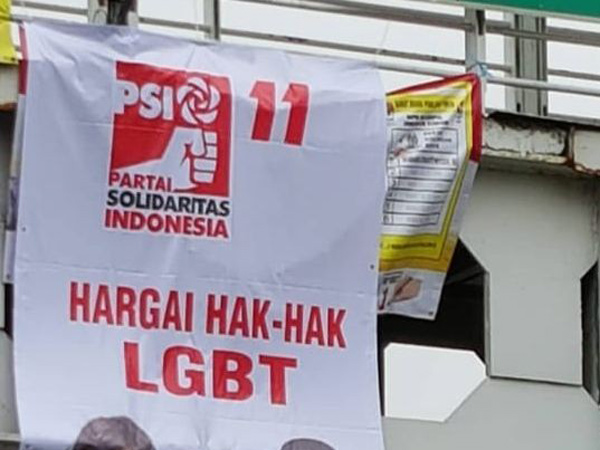 PSI
PARTAI
SOLIDARITAS
INDONESIA
11
HARGAI HAK-HAK
LGBT